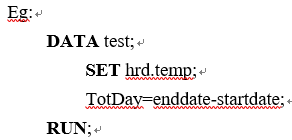 Eg:
DATA test;
SET hrd.temp;
TotDay=enddate-startdate;
RUN;